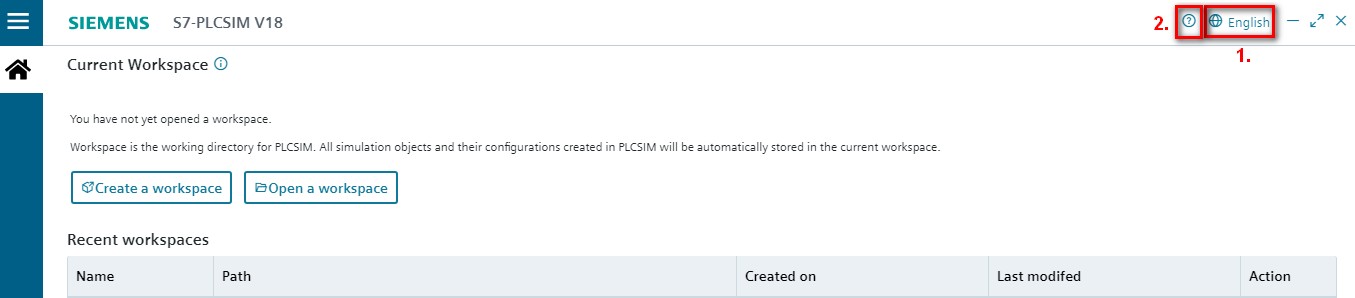 SIEMENS S7-PLCSIM V18 2. English
1.
Current Workspace
You have not yet opened a workspace.
Workspace is the working directory for PLCSIM. All simulation objects and their configurations created in PLCSIM will be automatically stored in the current workspace.
Create a workspace Open a workspace
Recent workspaces
Name Path Created on Last modifed Action